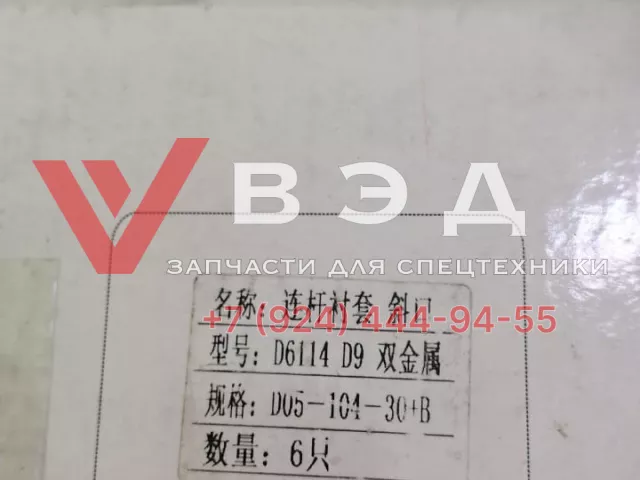 ВЭД
ЗАПЧАСТИ ДЛЯ СПЕЦТЕХНИКИ
名称: 连杆衬套 斜口
+7 (924) 444-94-55
型号: D6114 D9 双金属
规格: D05-104-30+B
数量: 6只